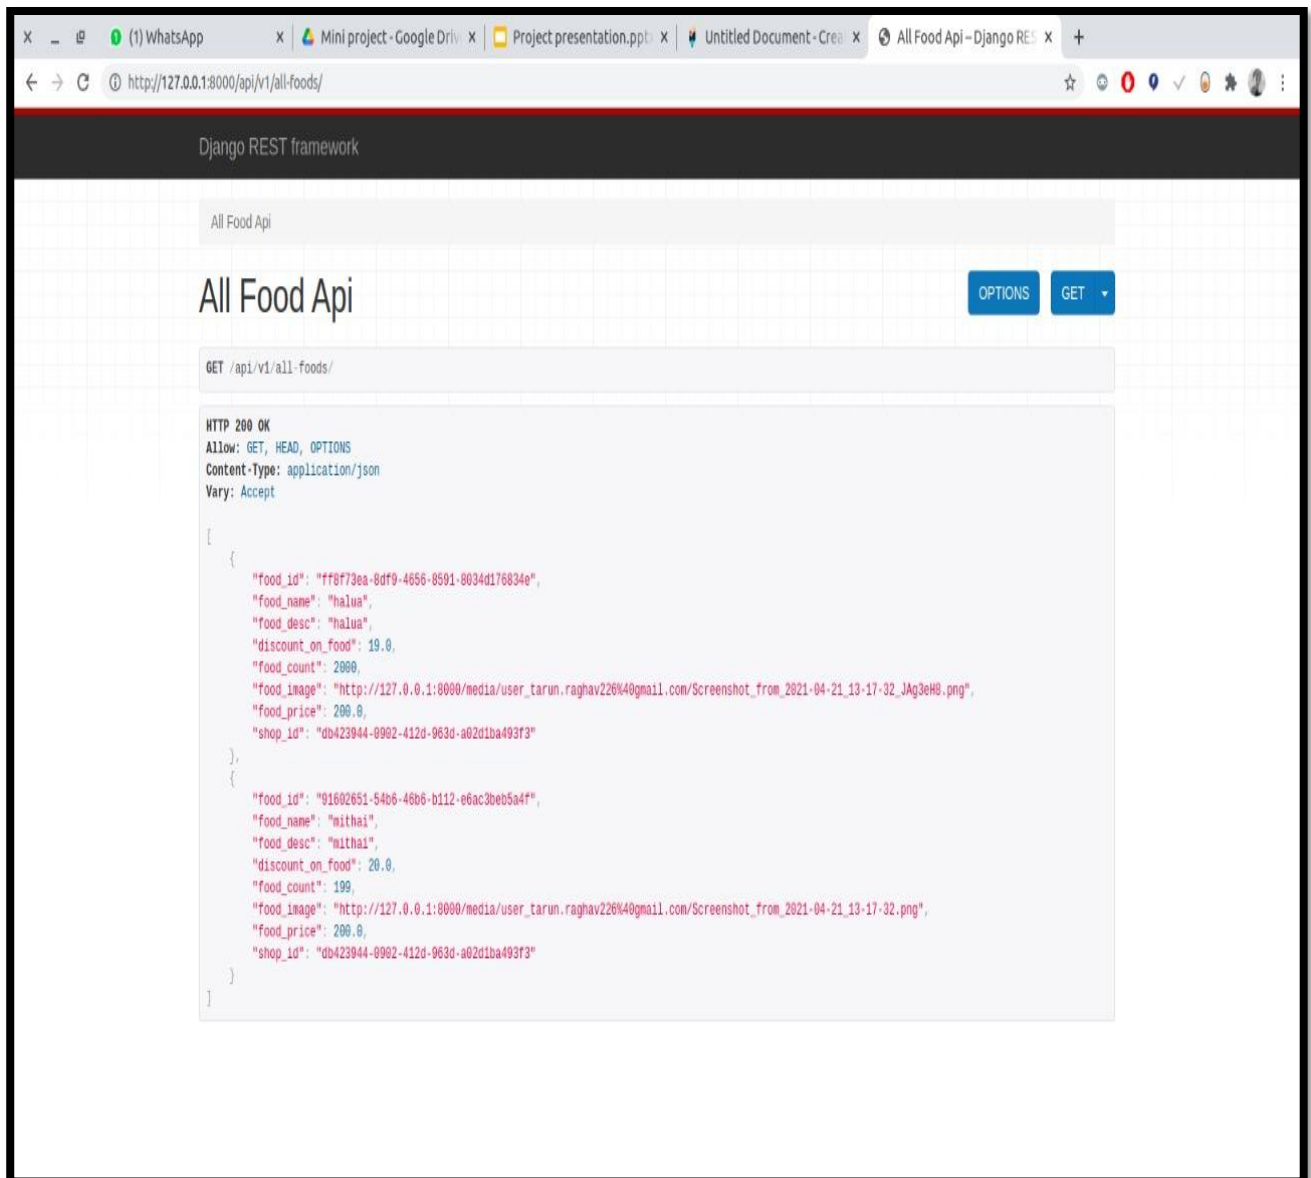 (1) WhatsApp
Mini project - Google Driv
Project presentation.ppt
Untitled Document - Crea
All Food Api – Django RES
http://127.0.0.1:8000/api/v1/all-foods/
Django REST framework
All Food Api
All Food Api
OPTIONS
GET
GET /api/v1/all-foods/
HTTP 200 OK
Allow: GET, HEAD, OPTIONS
Content-Type: application/json
Vary: Accept
[
{
"food_id": "ff8f73ea-8df9-4656-8591-8034d176834e",
"food_name": "halua",
"food_desc": "halua",
"discount_on_food": 19.0,
"food_count": 2000,
"food_image": "http://127.0.0.1:8000/media/user_tarun.raghav226%40gmail.com/Screenshot_from_2021-04-21_13-17-32_JAg3eH8.png",
"food_price": 200.0,
"shop_id": "db423944-0902-412d-963d-a02d1ba493f3"
},
{
"food_id": "91602651-54b6-46b6-b112-e6ac3beb5a4f",
"food_name": "mithai",
"food_desc": "mithai",
"discount_on_food": 20.0,
"food_count": 199,
"food_image": "http://127.0.0.1:8000/media/user_tarun.raghav226%40gmail.com/Screenshot_from_2021-04-21_13-17-32.png",
"food_price": 200.0,
"shop_id": "db423944-0902-412d-963d-a02d1ba493f3"
}
]